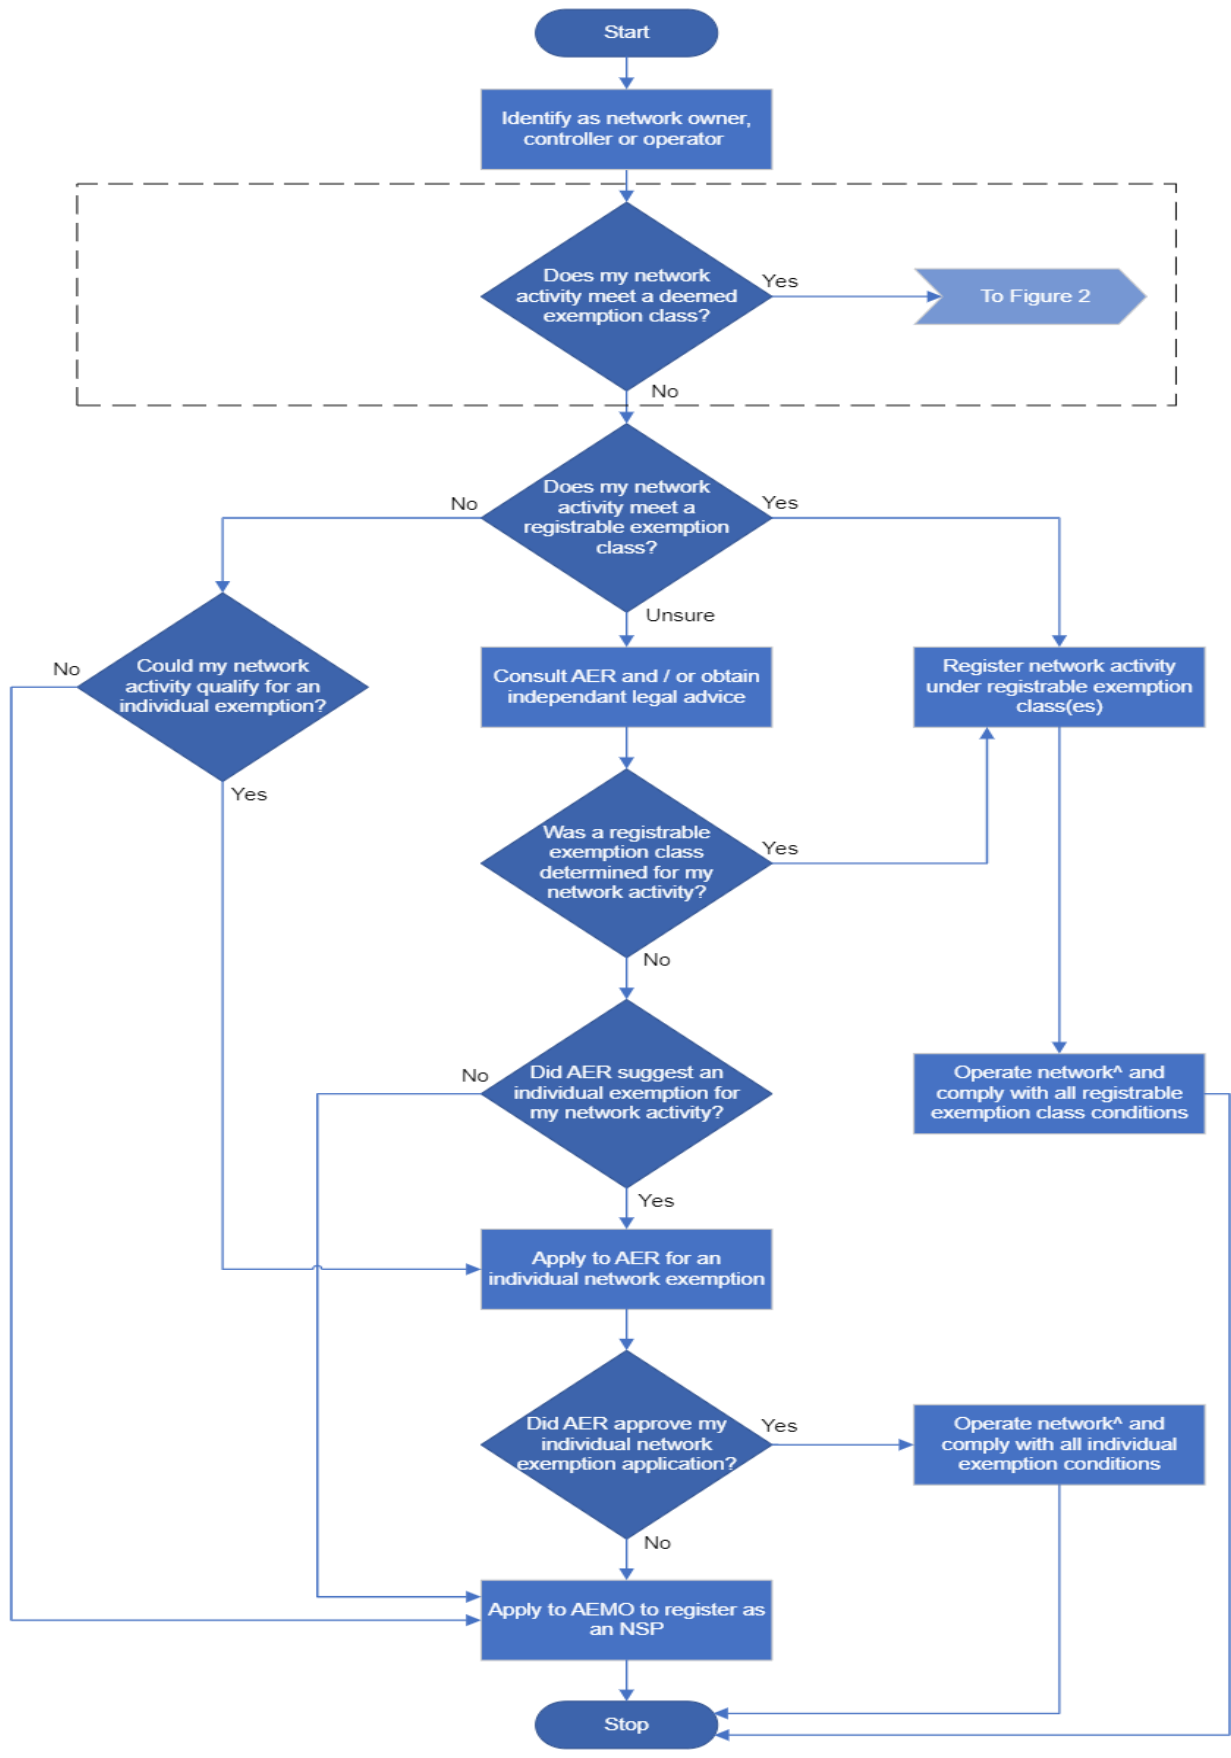 Start
Identify as network owner,
controller or operator
Does my network
activity meet a deemed
exemption class?
Yes
To Figure 2
No
Does my network
activity meet a
registrable exemption
class?
No
Yes
Unsure
Could my network
activity qualify for an
individual exemption?
No
Yes
Consult AER and / or obtain
independant legal advice
Register network activity
under registrable exemption
class(es)
Was a registrable
exemption class
determined for my
network activity?
Yes
No
Did AER suggest an
individual exemption for
my network activity?
No
Yes
Operate network^ and
comply with all registrable
exemption class conditions
Apply to AER for an
individual network exemption
Did AER approve my
individual network
exemption application?
Yes
No
Operate network^ and
comply with all individual
exemption conditions
Apply to AEMO to register as
an NSP
Stop